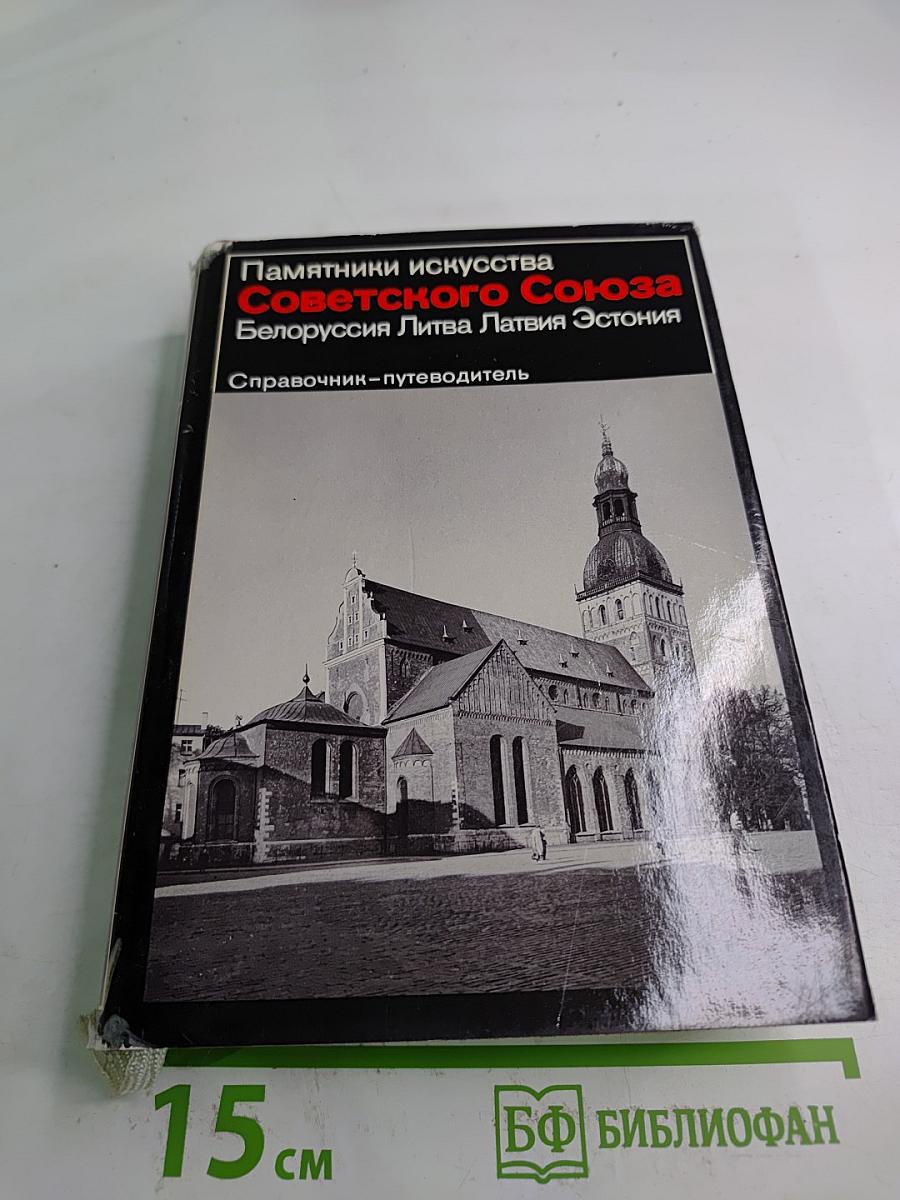 Памятники искусства
Советского Союза
Белоруссия Литва Латвия Эстония
Справочник–путеводитель
15 см
БФ БИБЛИОФАН